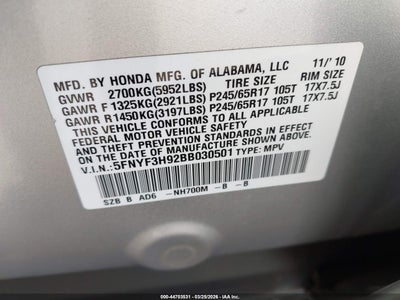 MFD. BY HONDA MFG. OF ALABAMA, LLC 11/' 10
GVWR 2700KG(5952LBS) TIRE SIZE RIM SIZE
GAWR F 1325KG(2921LBS) P245/65R17 105T 17X7.5J
GAWR R 1450KG(3197LBS) P245/65R17 105T 17X7.5J
THIS VEHICLE CONFORMS TO ALL APPLICABLE
FEDERAL MOTOR VEHICLE SAFETY AND THEFT
PREVENTION STANDARDS IN EFFECT ON THE
DATE OF MANUFACTURE SHOWN ABOVE.
V.I.N.: 5FNYF3H92BB030501 TYPE: MPV
SZB B AD6 -NH700M - B - B
© IAA - 44703531 - 03/25/2026 - IAAI.COM